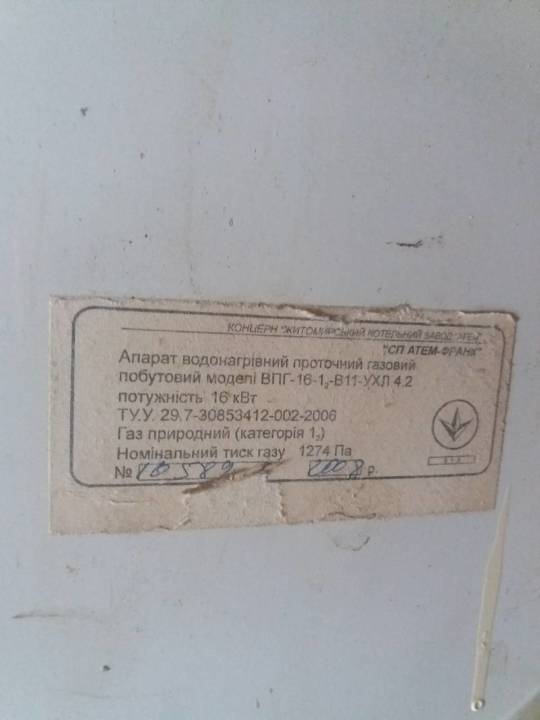 КОНЦЕРН "ЖИТОМИРСЬКИЙ КОТЕЛЬНИЙ ЗАВОД "АТЕМ"
"СП АТЕМ-ФРАНК"
Апарат водонагрівний проточний газовий
побутовий моделі ВПГ-16-1₂-В11-УХЛ 4.2
потужність 16 кВт
ТУ.У. 29.7-30853412-002-2006
Газ природний (категорія 1₂)
Номінальний тиск газу 1274 Па
№ 2008 р.